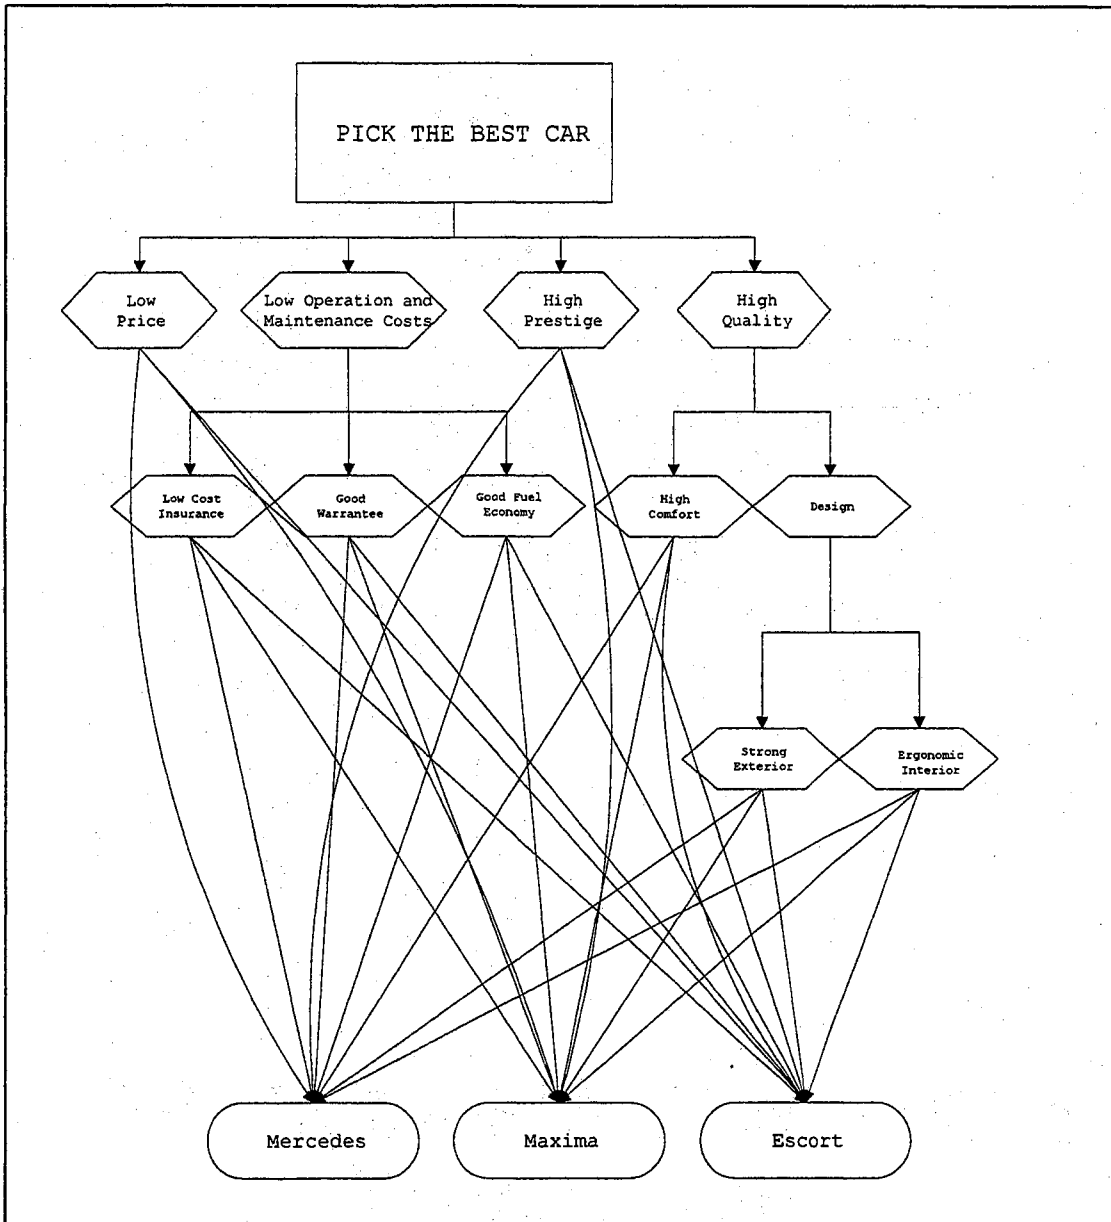 PICK THE BEST CAR
Low
Price
Low Operation and
Maintenance Costs
High
Prestige
High
Quality
Low Cost
Insurance
Good
Warrantee
Good Fuel
Economy
High
Comfort
Design
Strong
Exterior
Ergonomic
Interior
Mercedes
Maxima
Escort